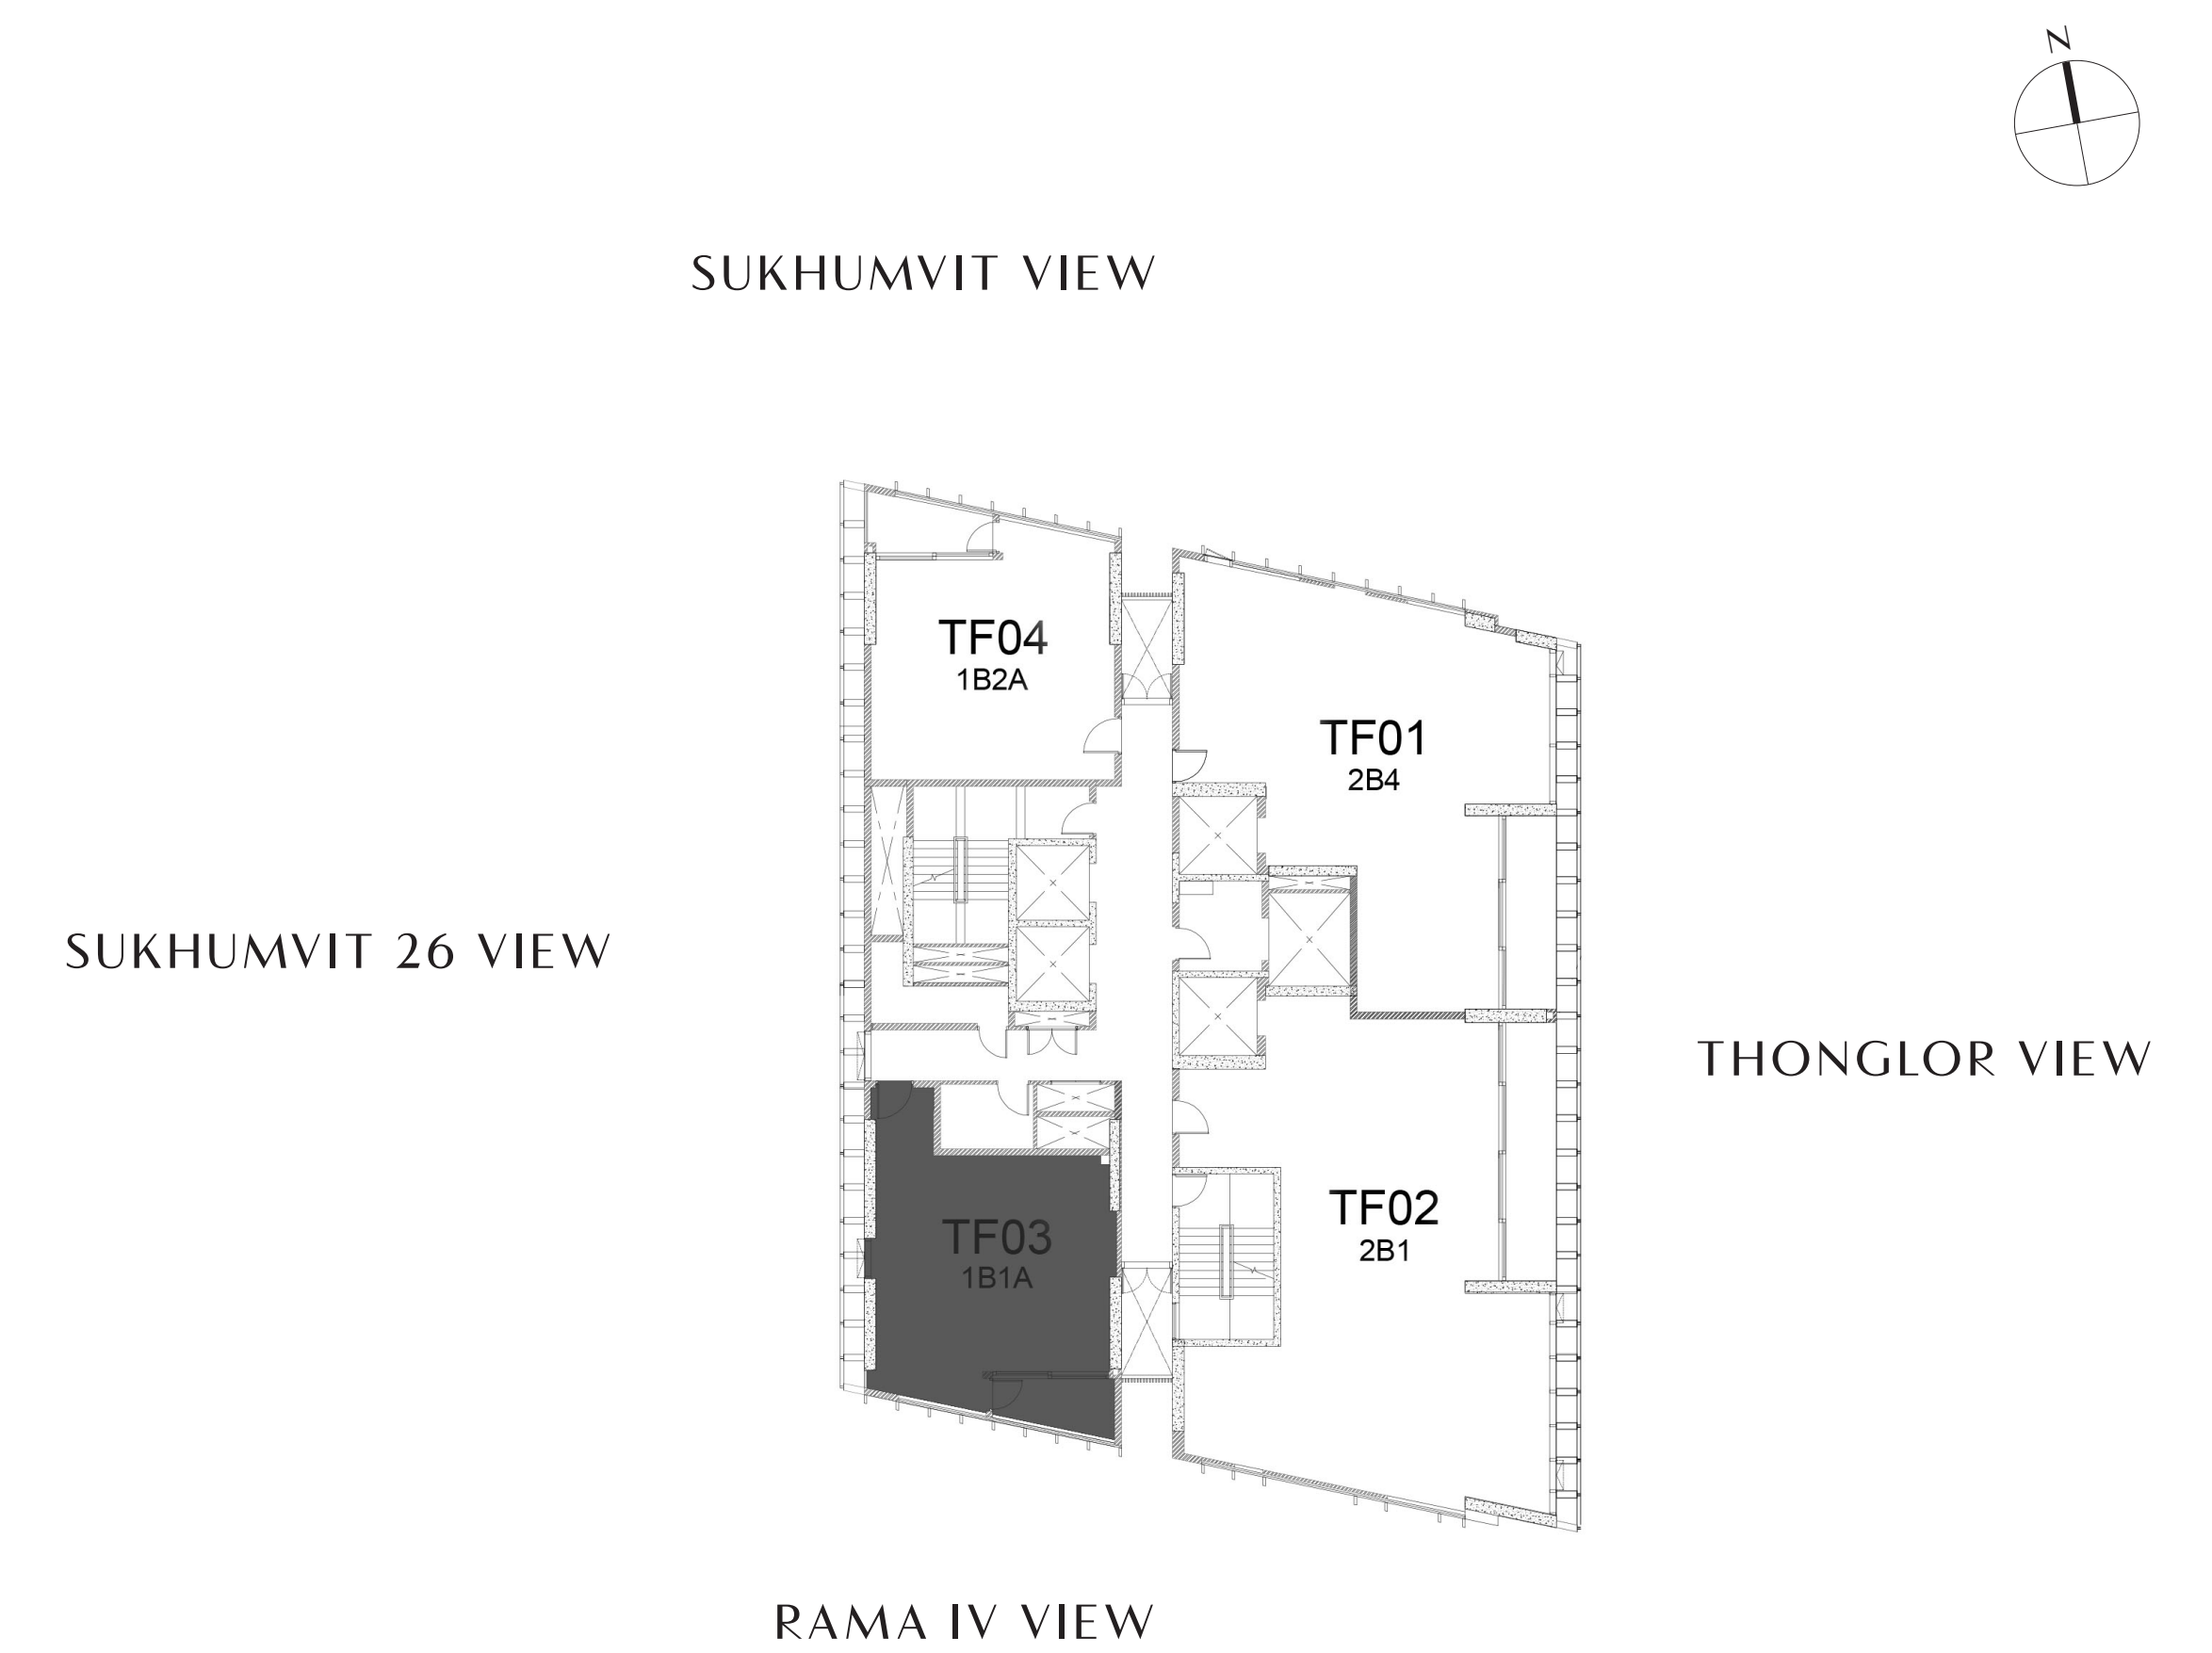 N
SUKHUMVIT VIEW
TF04
1B2A
TF01
2B4
SUKHUMVIT 26 VIEW
THONGLOR VIEW
TF03
1B1A
TF02
2B1
RAMA IV VIEW